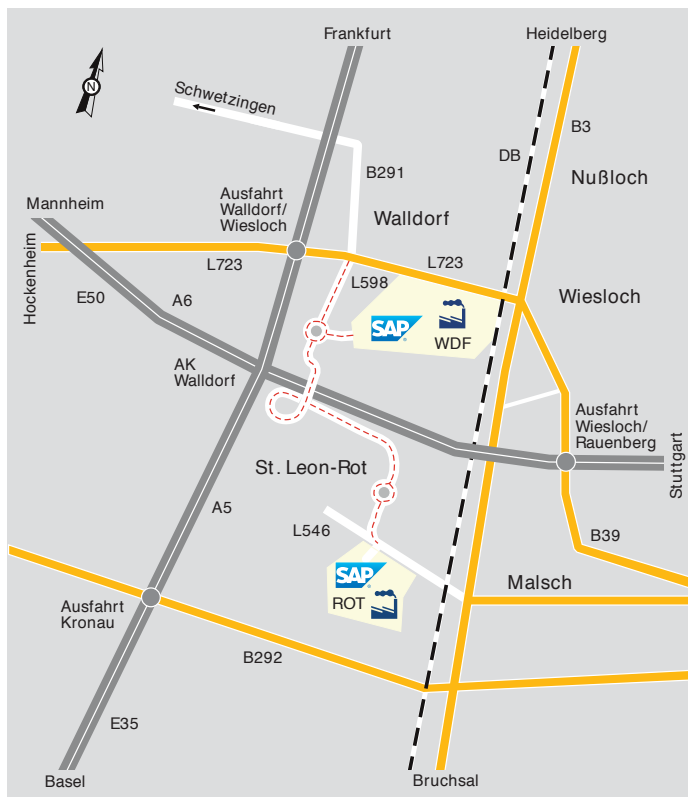 Frankfurt
Heidelberg
N
Schwetzingen
B3
DB
B291
Nußloch
Mannheim
Ausfahrt
Walldorf/
Wiesloch
Walldorf
Hockenheim
L723
L598
L723
E50
A6
Wiesloch
SAP
WDF
AK
Walldorf
Ausfahrt
Wiesloch/
Rauenberg
Stuttgart
St. Leon-Rot
A5
L546
B39
SAP
ROT
Malsch
Ausfahrt
Kronau
B292
E35
Basel
Bruchsal